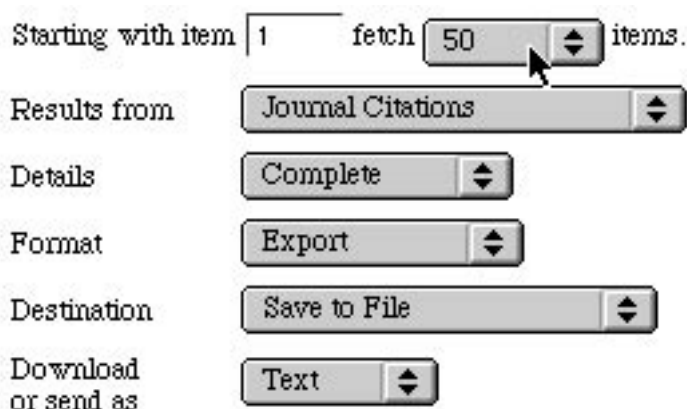 Starting with item 1 fetch 50 items.
Results from Journal Citations
Details Complete
Format Export
Destination Save to File
Download
or send as Text